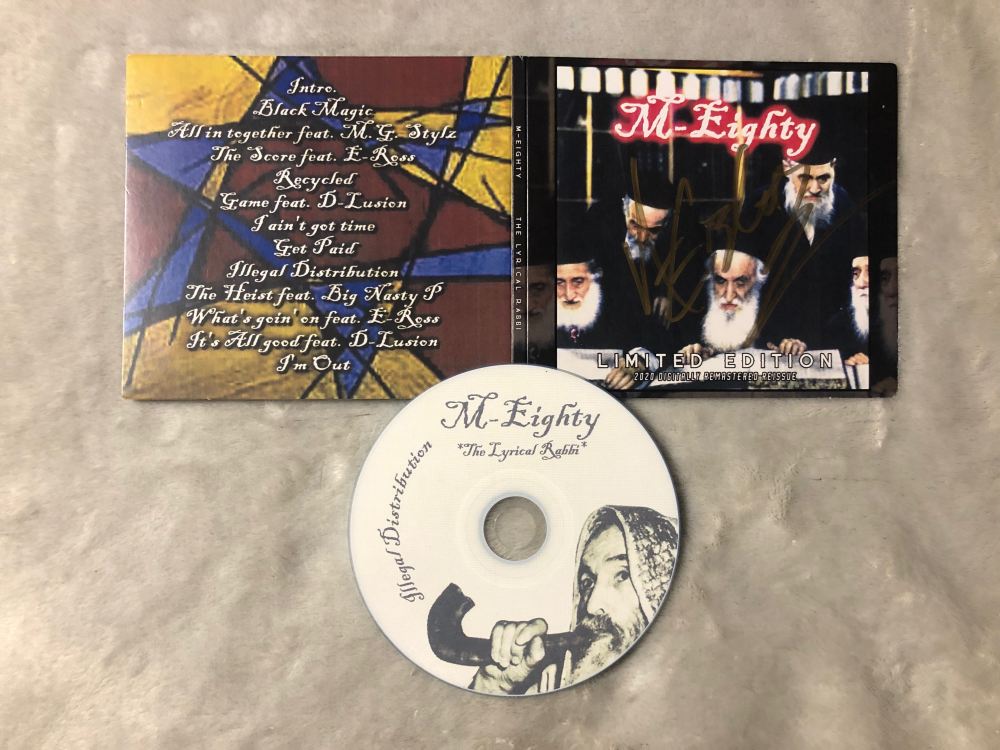 Intro.
Black Magic
All in together feat. M.G. Stylz
The Score feat. E-Ross
Recycled
Game feat. D-Lusion
I ain't got time
Get Paid
Illegal Distribution
The Heist feat. Big Nasty P
What's goin' on feat. E-Ross
It's All good feat. D-Lusion
I'm Out
M-EIGHTY THE LYRICAL RABBI
M-Eighty
LIMITED EDITION
2020 DIGITALLY REMASTERED REISSUE
M-Eighty
*The Lyrical Rabbi*
Illegal Distribution